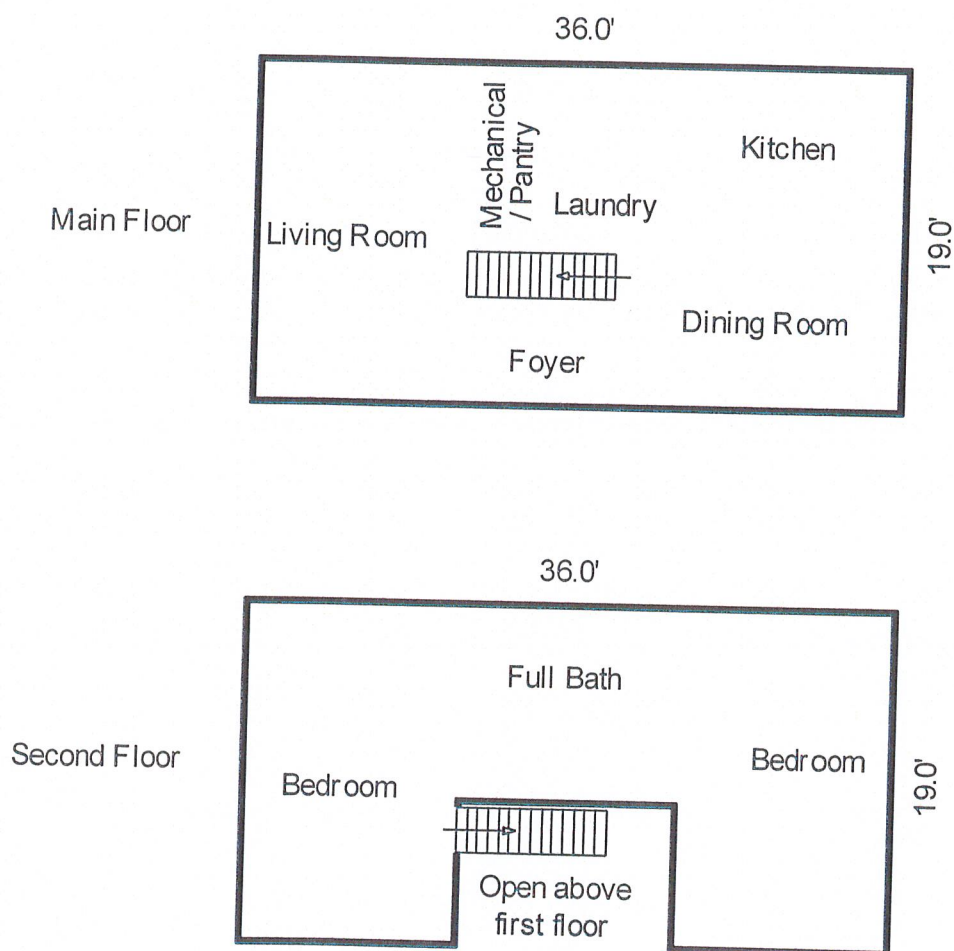 36.0'
Mechanical
/ Pantry
Kitchen
Laundry
Main Floor
Living Room
19.0'
Dining Room
Foyer
36.0'
Full Bath
Second Floor
Bedroom
Bedroom
19.0'
Open above
first floor